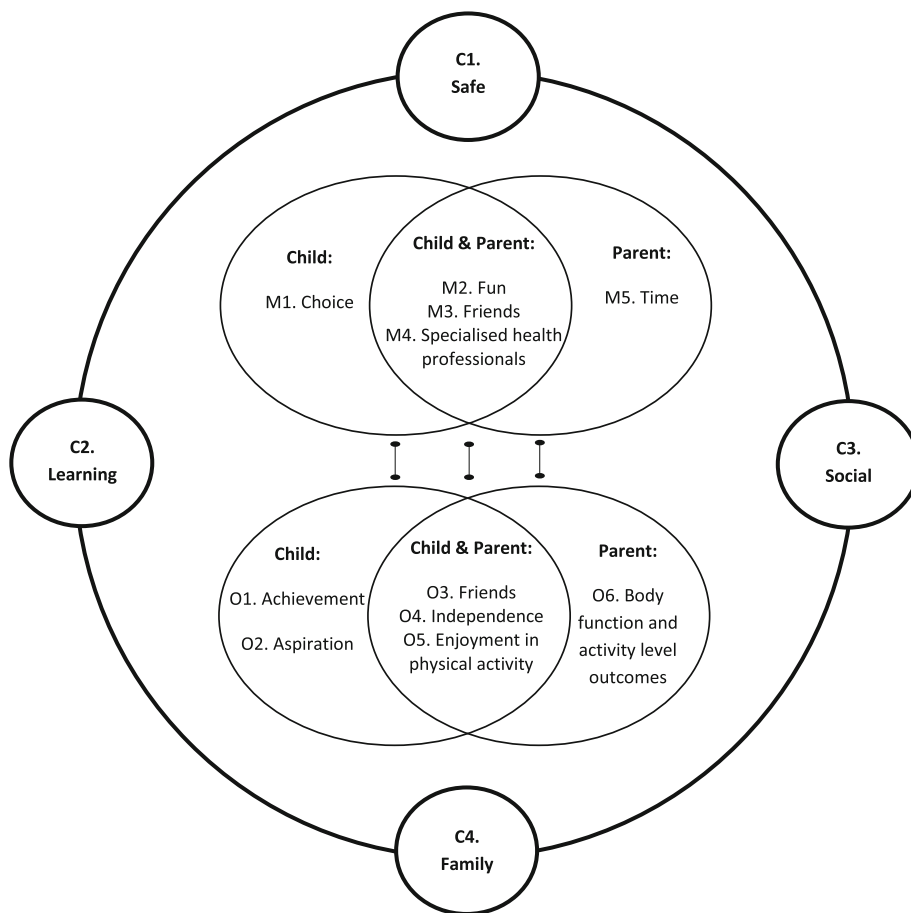 C1.
Safe
Child:
M1. Choice
Child & Parent:
M2. Fun
M3. Friends
M4. Specialised health
professionals
Parent:
M5. Time
C2.
Learning
C3.
Social
Child:
O1. Achievement
O2. Aspiration
Child & Parent:
O3. Friends
O4. Independence
O5. Enjoyment in
physical activity
Parent:
O6. Body
function and
activity level
outcomes
C4.
Family